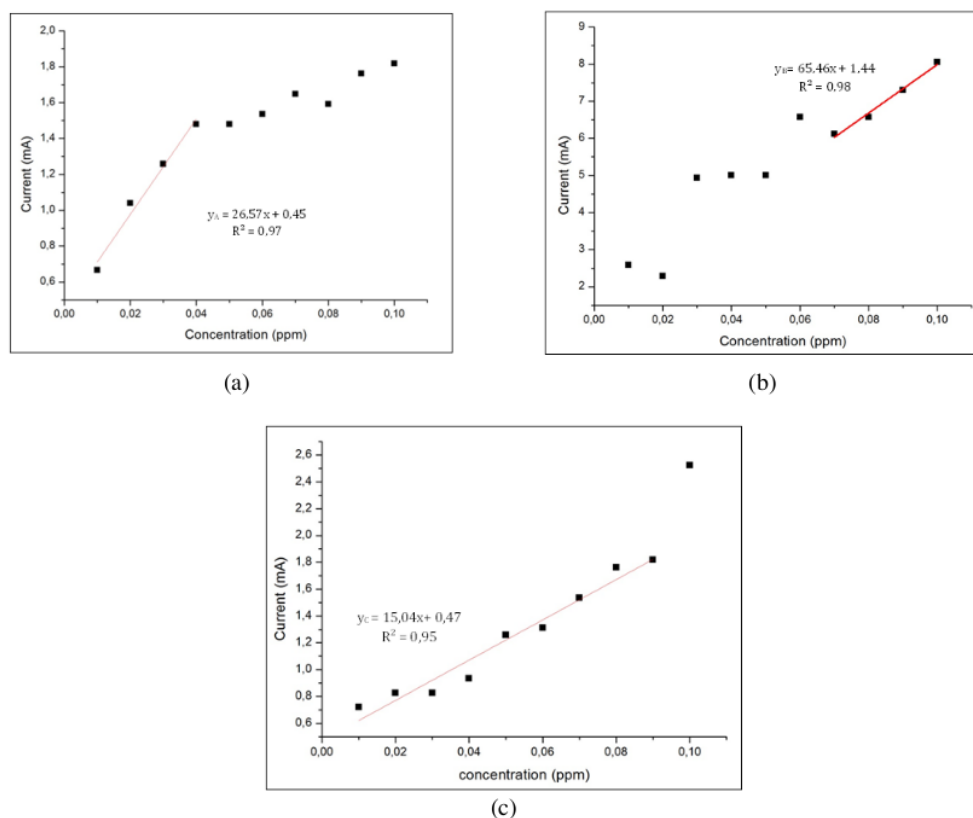 2,0
1,8
1,6
1,4
1,2
1,0
0,8
0,6
Current (mA)
y_A = 26,57x + 0,45
R² = 0,97
0,00 0,02 0,04 0,06 0,08 0,10
Concentration (ppm)
(a)
9
8
7
6
5
4
3
2
Current (mA)
y_B= 65.46x + 1.44
R² = 0.98
0,00 0,02 0,04 0,06 0,08 0,10
Concentration (ppm)
(b)
2,6
2,4
2,2
2,0
1,8
1,6
1,4
1,2
1,0
0,8
0,6
Current (mA)
y_C = 15,04x+ 0,47
R² = 0,95
0,00 0,02 0,04 0,06 0,08 0,10
concentration (ppm)
(c)